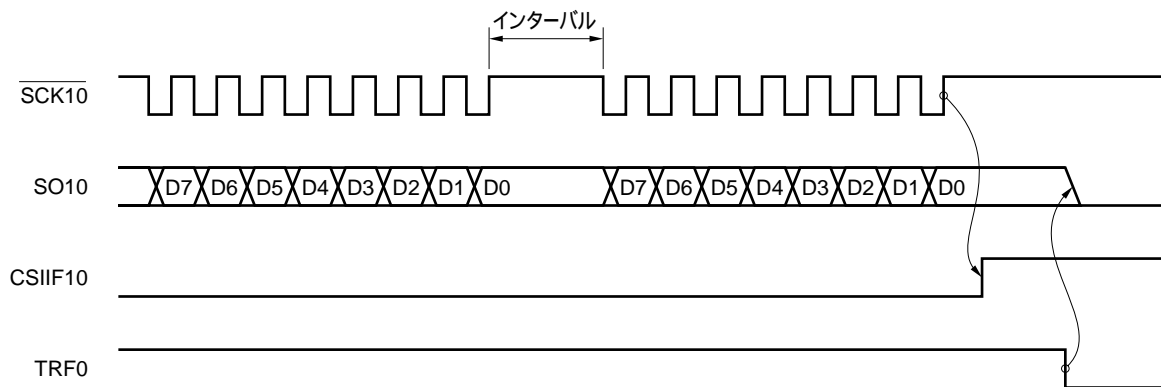 インターバル
SCK10
SO10 D7 D6 D5 D4 D3 D2 D1 D0 D7 D6 D5 D4 D3 D2 D1 D0
CSIIF10
TRF0